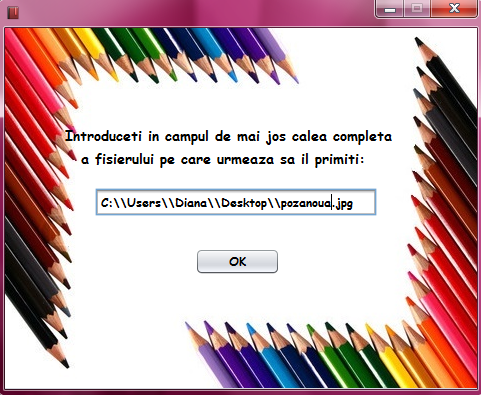 Introduceti in campul de mai jos calea completa
a fisierului pe care urmeaza sa il primiti:
C:\\Users\\Diana\\Desktop\\pozanoua.jpg
OK